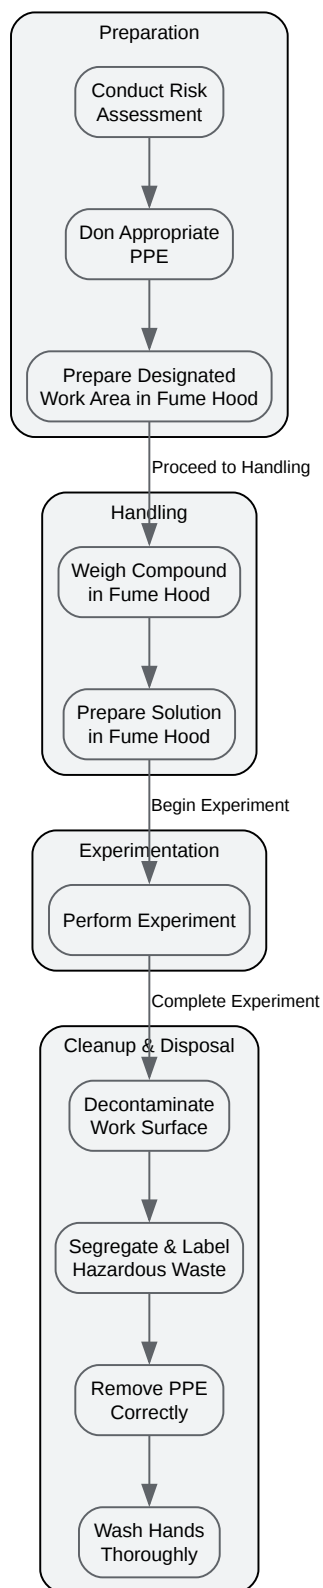 Preparation
Conduct Risk
Assessment
Don Appropriate
PPE
Prepare Designated
Work Area in Fume Hood
Proceed to Handling
Handling
Weigh Compound
in Fume Hood
Prepare Solution
in Fume Hood
Begin Experiment
Experimentation
Perform Experiment
Complete Experiment
Cleanup & Disposal
Decontaminate
Work Surface
Segregate & Label
Hazardous Waste
Remove PPE
Correctly
Wash Hands
Thoroughly